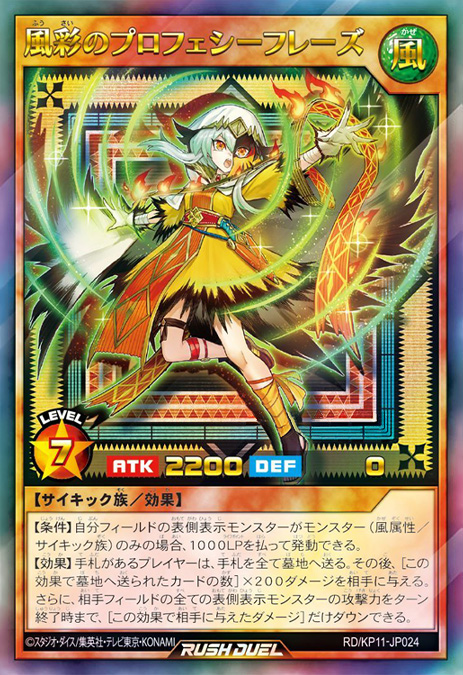 風彩のプロフェシーフレーズ
風
LEVEL
7
ATK 2200 DEF 0
【サイキック族／効果】
【条件】自分フィールドの表側表示モンスターがモンスター（風属性／
サイキック族）のみの場合、1000LPを払って発動できる。
【効果】手札があるプレイヤーは、手札を全て墓地へ送る。その後、［この
効果で墓地へ送られたカードの数］×200ダメージを相手に与える。
さらに、相手フィールドの全ての表側表示モンスターの攻撃力をターン
終了時まで、［この効果で相手に与えたダメージ］だけダウンできる。
©スタジオ・ダイス/集英社・テレビ東京・KONAMI
RUSH DUEL
RD/KP11-JP024